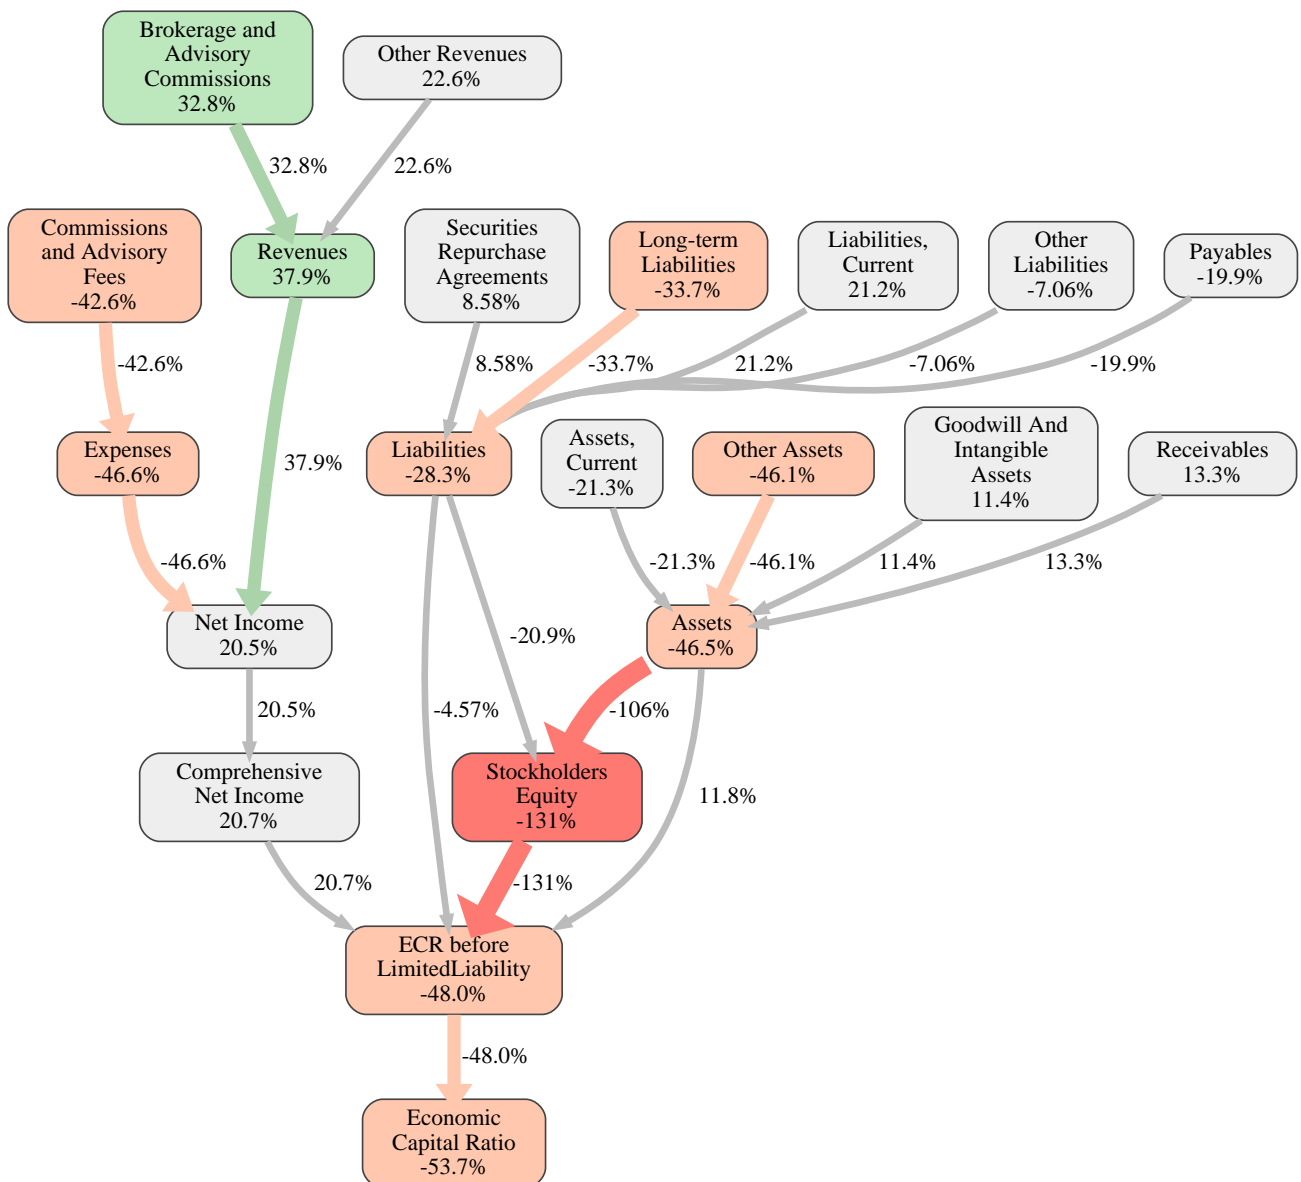 Brokerage and
Advisory
Commissions
32.8%
Other Revenues
22.6%
32.8%
22.6%
Commissions
and Advisory
Fees
-42.6%
Revenues
37.9%
Securities
Repurchase
Agreements
8.58%
Long-term
Liabilities
-33.7%
Liabilities,
Current
21.2%
Other
Liabilities
-7.06%
Payables
-19.9%
-42.6%
8.58%
-33.7%
21.2%
-7.06%
-19.9%
Expenses
-46.6%
37.9%
Liabilities
-28.3%
Assets,
Current
-21.3%
Other Assets
-46.1%
Goodwill And
Intangible
Assets
11.4%
Receivables
13.3%
-46.6%
-21.3%
-46.1%
11.4%
13.3%
Net Income
20.5%
-20.9%
Assets
-46.5%
20.5%
-4.57%
-106%
Comprehensive
Net Income
20.7%
Stockholders
Equity
-131%
11.8%
20.7%
-131%
ECR before
LimitedLiability
-48.0%
-48.0%
Economic
Capital Ratio
-53.7%